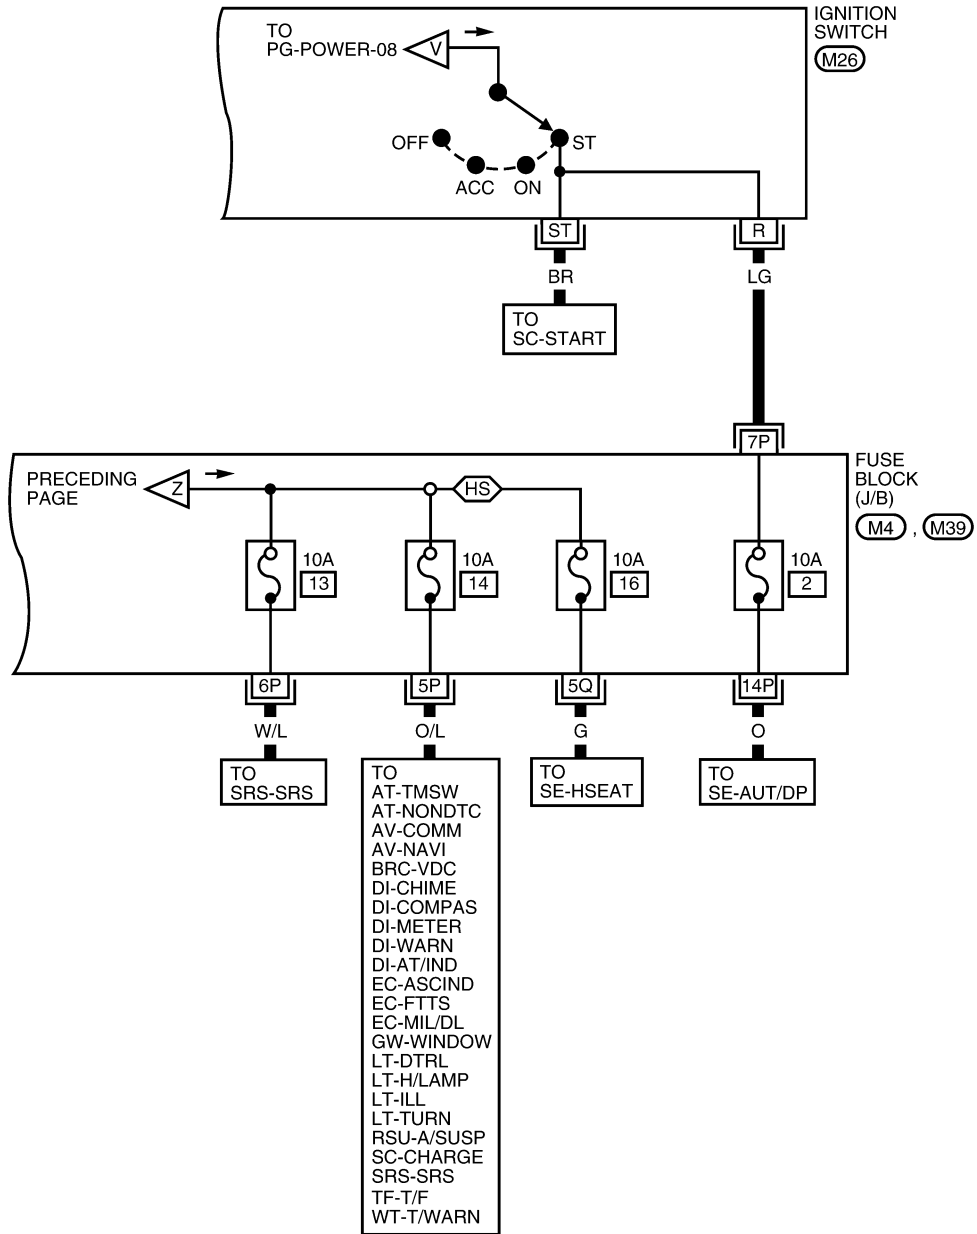 TO
PG-POWER-08
V
IGNITION
SWITCH
M26
OFF
ST
ACC
ON
ST
R
BR
LG
TO
SC-START
7P
PRECEDING
PAGE
Z
HS
FUSE
BLOCK
(J/B)
M4 , M39
10A
13
10A
14
10A
16
10A
2
6P
5P
5Q
14P
W/L
O/L
G
O
TO
SRS-SRS
TO
AT-TMSW
AT-NONDTC
AV-COMM
AV-NAVI
BRC-VDC
DI-CHIME
DI-COMPAS
DI-METER
DI-WARN
DI-AT/IND
EC-ASCIND
EC-FTTS
EC-MIL/DL
GW-WINDOW
LT-DTRL
LT-H/LAMP
LT-ILL
LT-TURN
RSU-A/SUSP
SC-CHARGE
SRS-SRS
TF-T/F
WT-T/WARN
TO
SE-HSEAT
TO
SE-AUT/DP